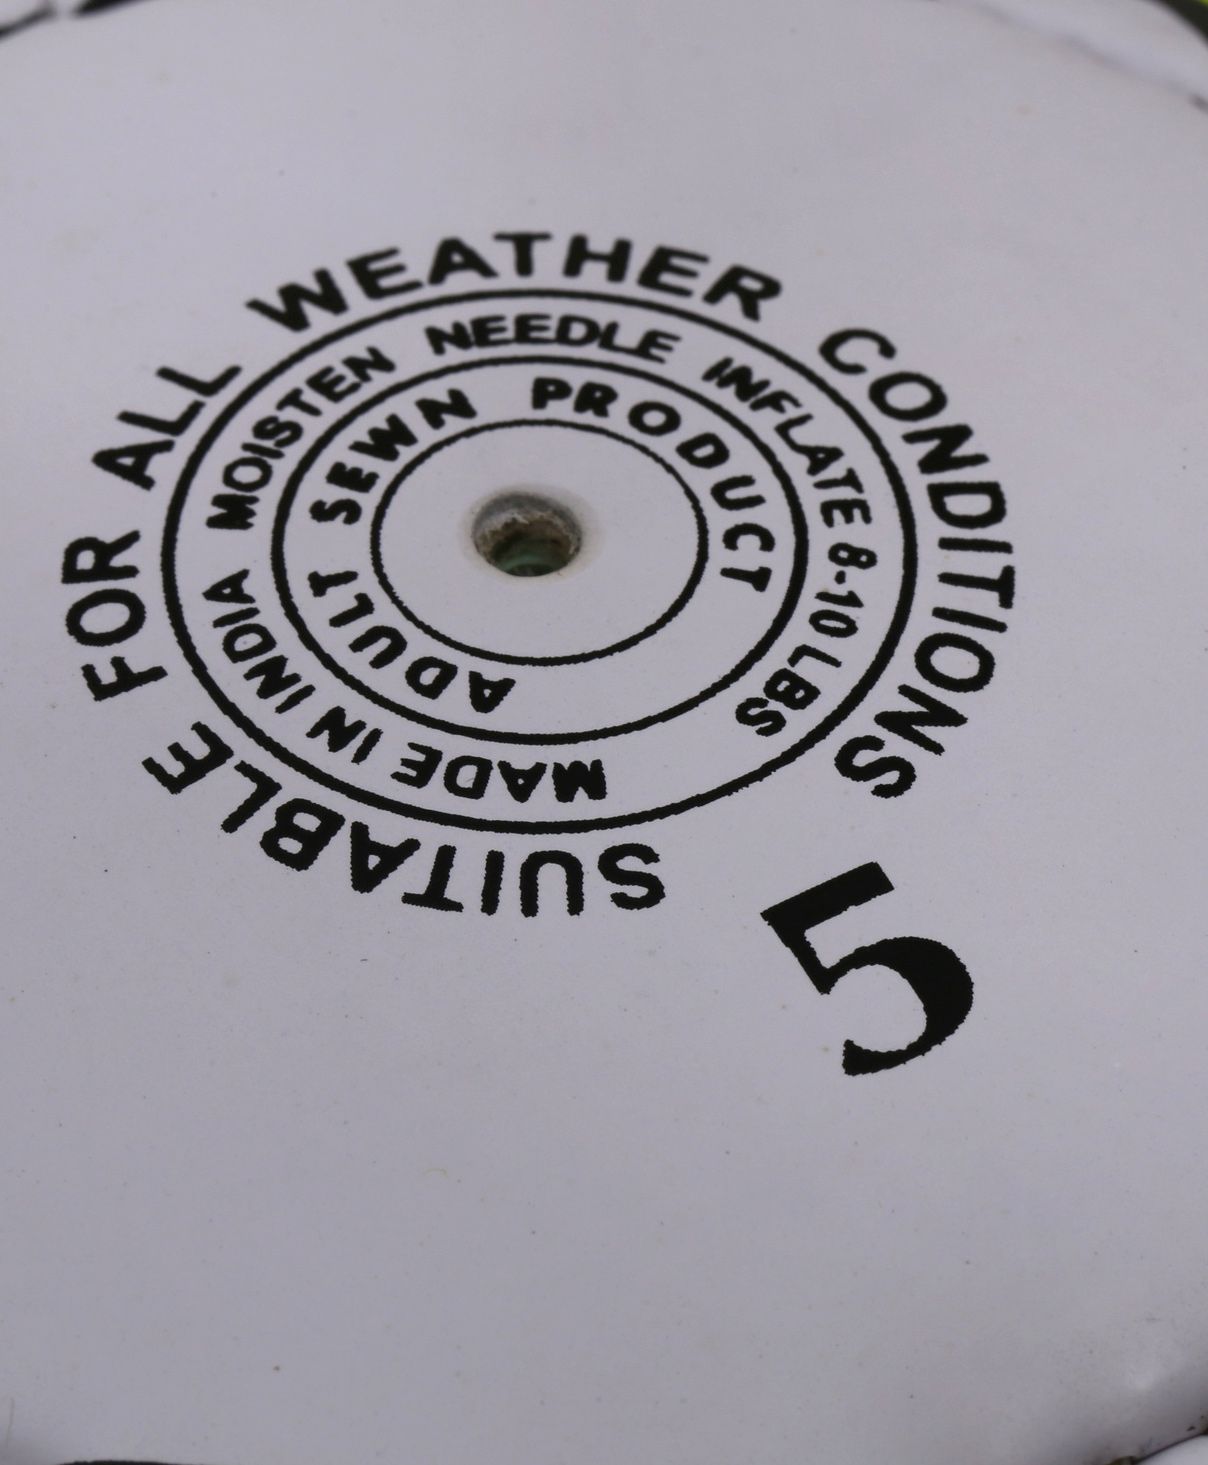 SUITABLE FOR ALL WEATHER CONDITIONS
MADE IN INDIA MOISTEN NEEDLE INFLATE 8-10 LBS
ADULT SEWN PRODUCT
5